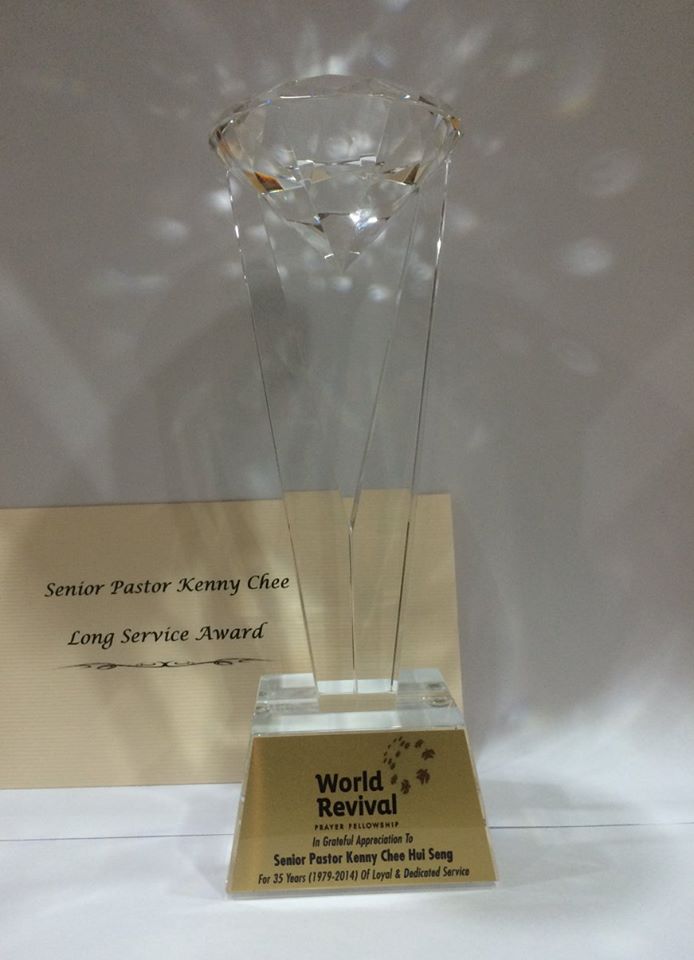 Senior Pastor Kenny Chee
Long Service Award
World
Revival
PRAYER FELLOWSHIP
In Grateful Appreciation To
Senior Pastor Kenny Chee Hui Seng
For 35 Years (1979-2014) Of Loyal & Dedicated Service